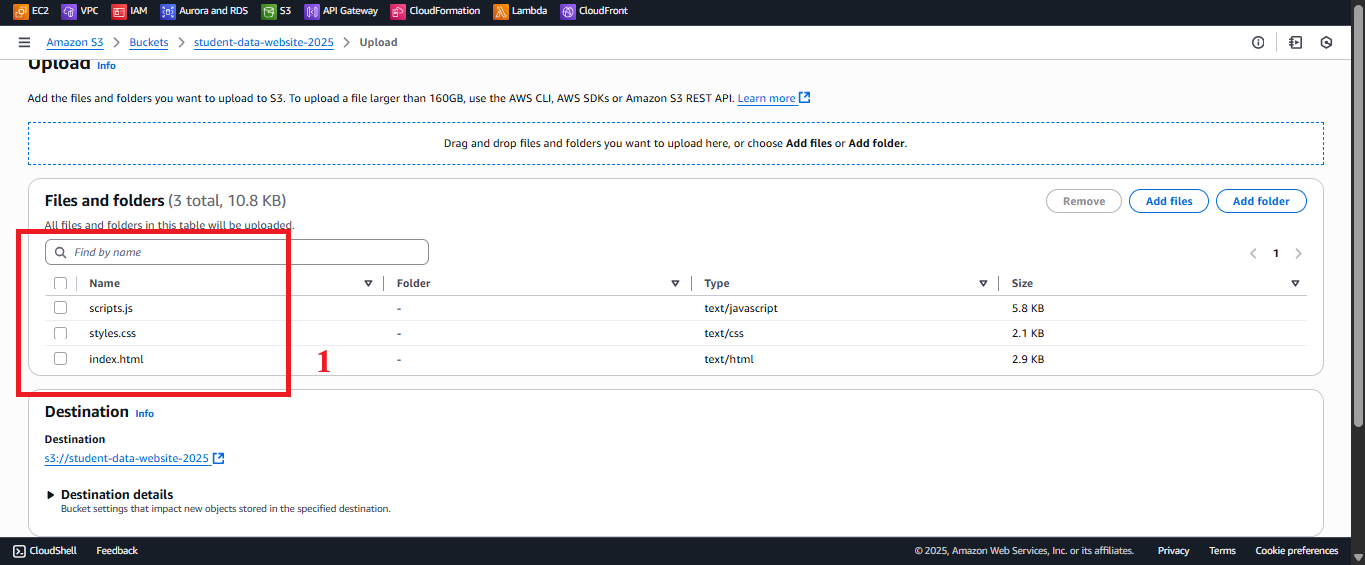 EC2 VPC IAM Aurora and RDS S3 API Gateway CloudFormation Lambda CloudFront
Amazon S3 > Buckets > student-data-website-2025 > Upload
Upload Info
Add the files and folders you want to upload to S3. To upload a file larger than 160GB, use the AWS CLI, AWS SDKs or Amazon S3 REST API. Learn more
Drag and drop files and folders you want to upload here, or choose Add files or Add folder.
Files and folders (3 total, 10.8 KB) Remove Add files Add folder
All files and folders in this table will be uploaded.
Find by name 1
Name Folder Type Size
scripts.js - text/javascript 5.8 KB
styles.css - text/css 2.1 KB
index.html - text/html 2.9 KB
1
Destination Info
Destination
s3://student-data-website-2025
Destination details
Bucket settings that impact new objects stored in the specified destination.
CloudShell Feedback © 2025, Amazon Web Services, Inc. or its affiliates. Privacy Terms Cookie preferences